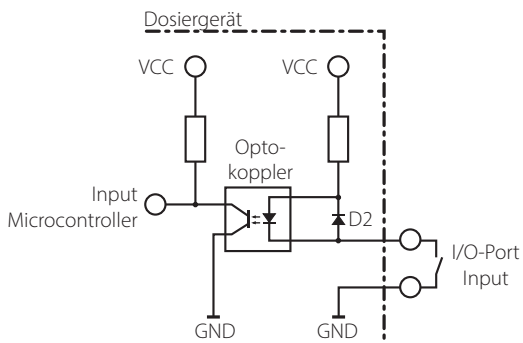 Dosiergerät
VCC
VCC
Opto-
koppler
Input
Microcontroller
D2
I/O-Port
Input
GND
GND